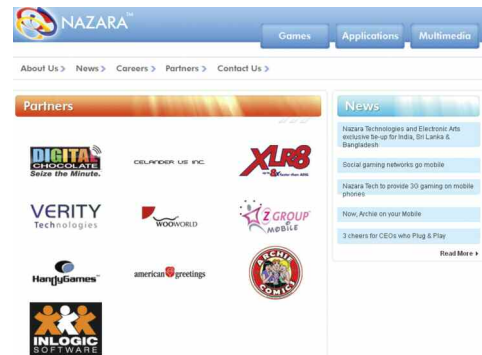 NAZARA™
Games
Applications
Multimedia
About Us >
News >
Careers >
Partners >
Contact Us >
Partners
DIGITAL
CHOCOLATE
Seize the Minute.
CELANDER US INC.
XLR8
VERITY
Technologies
WOOWORLD
Z GROUP
MOBILE
HandyGames™
american greetings
ARCHIE
COMICS
INLOGIC
SOFTWARE
News
Nazara Technologies and Electronic Arts
exclusive tie-up for India, Sri Lanka &
Bangladesh
Social gaming networks go mobile
Nazara Tech to provide 3G gaming on mobile
phones
Now, Archie on your Mobile
3 cheers for CEOs who Plug & Play
Read More